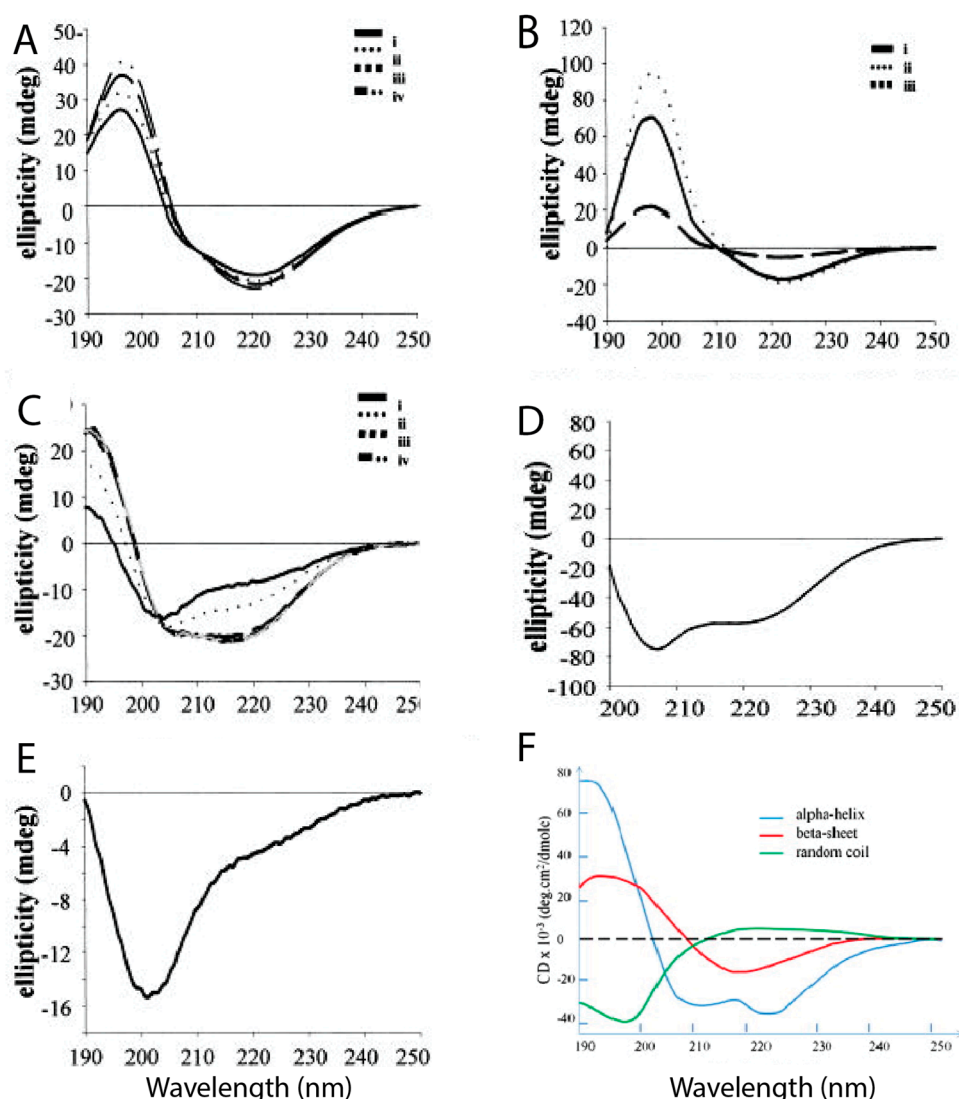 A
ellipticity (mdeg)
50-
40
30
20
10
0
-10
-20
-30
190 200 210 220 230 240 250
i
ii
iii
iv
B
ellipticity (mdeg)
120
100
80
60
40
20
0
-20
-40
190 200 210 220 230 240 250
i
ii
iii
C
ellipticity (mdeg)
20
10
0
-10
-20
-30
190 200 210 220 230 240 250
i
ii
iii
iv
D
ellipticity (mdeg)
80
60
40
20
0
-20
-40
-60
-80
-100
200 210 220 230 240 250
E
ellipticity (mdeg)
0
-4
-8
-12
-16
190 200 210 220 230 240 250
Wavelength (nm)
F
CD x 10⁻³ (deg.cm²/dmole)
80
60
40
20
0
-20
-40
190 200 210 220 230 240 250
alpha-helix
beta-sheet
random coil
Wavelength (nm)